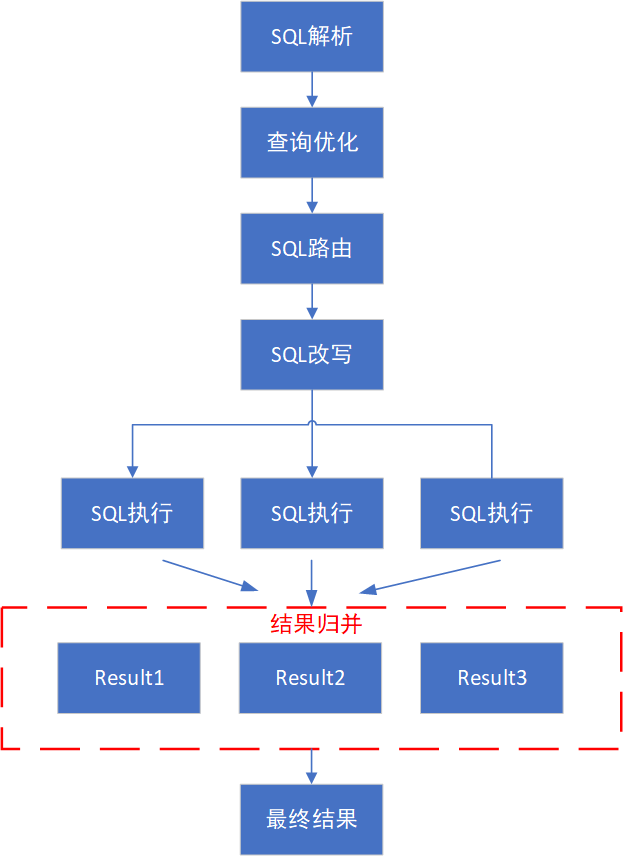 SQL解析
查询优化
SQL路由
SQL改写
SQL执行
SQL执行
SQL执行
结果归并
Result1
Result2
Result3
最终结果